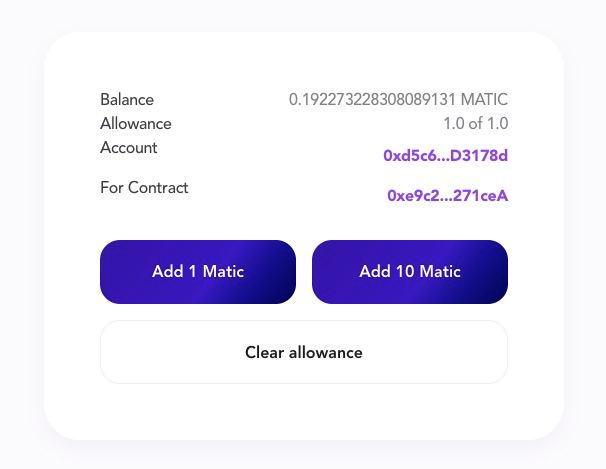 Balance 0.192273228308089131 MATIC
Allowance 1.0 of 1.0
Account 0xd5c6...D3178d
For Contract 0xe9c2...271ceA
Add 1 Matic Add 10 Matic
Clear allowance